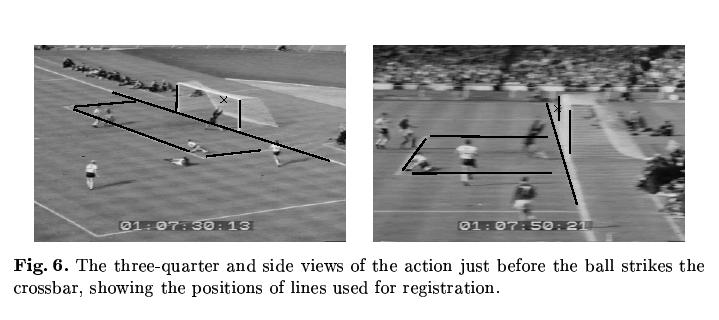 01:07:30:13
01:07:50:21
Fig. 6. The three-quarter and side views of the action just before the ball strikes the
crossbar, showing the positions of lines used for registration.